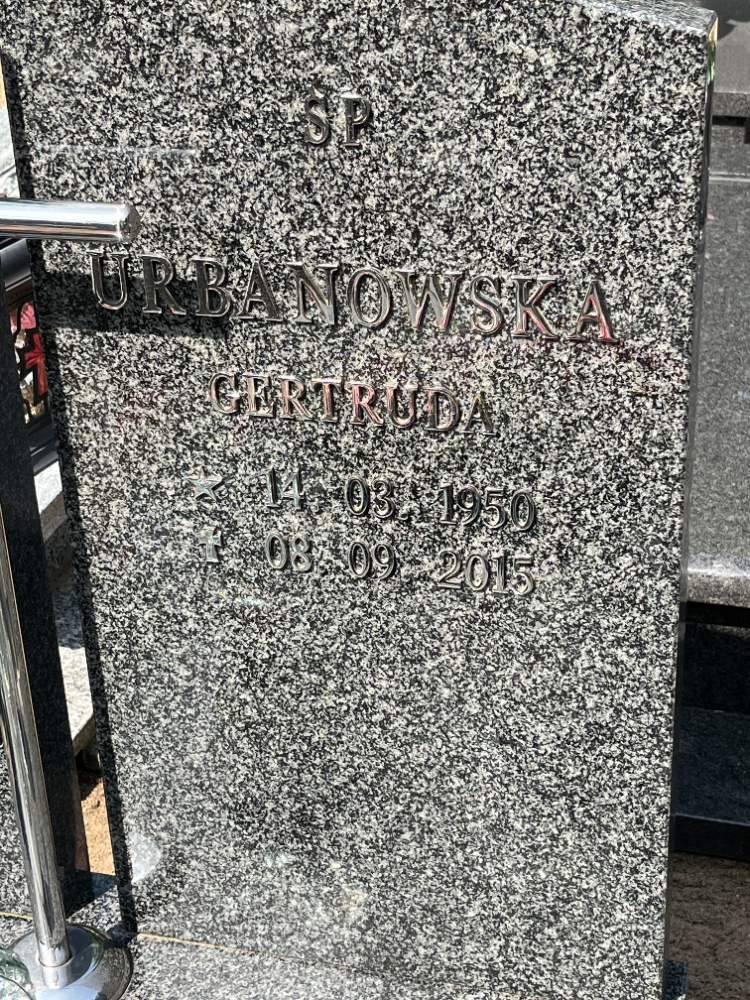 ŚP
URBANOWSKA
GERTRUDA
★ 14. 03. 1950
✝ 08. 09. 2015